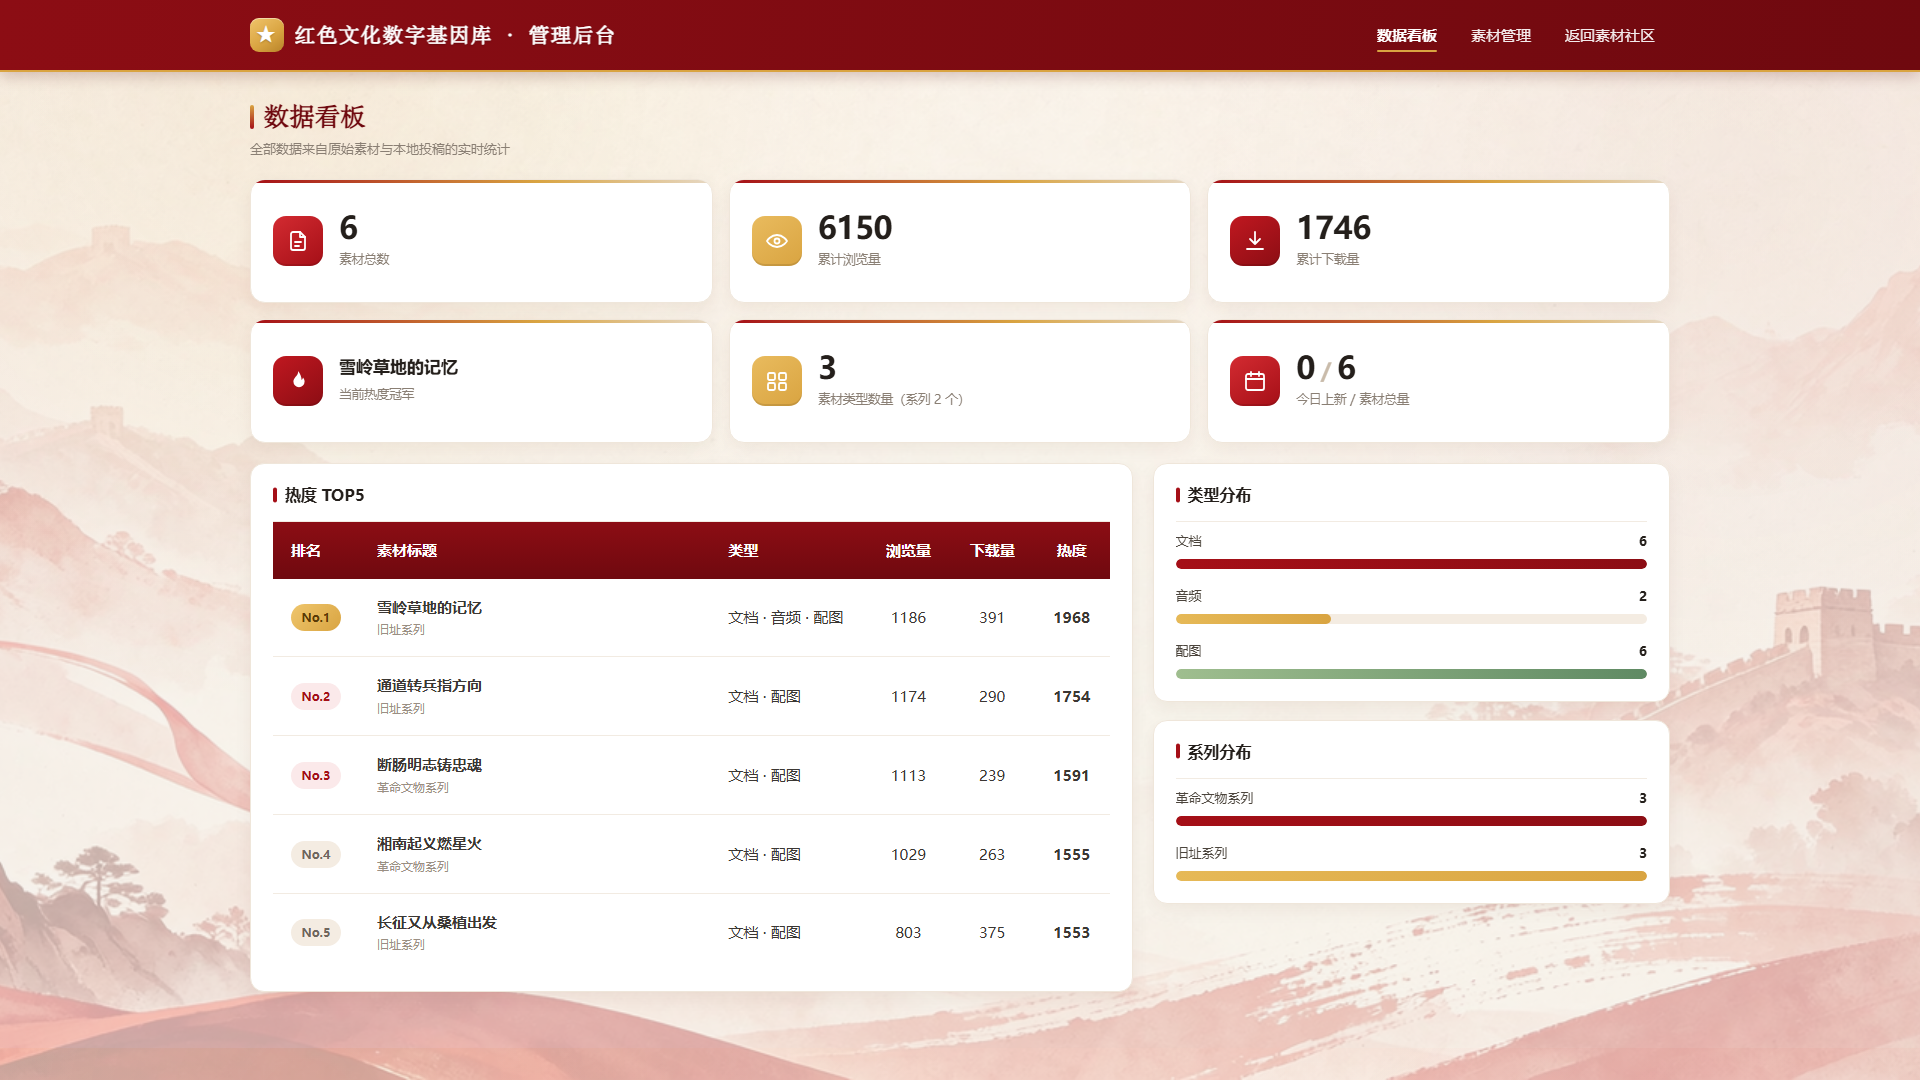 红色文化数字基因库 · 管理后台
数据看板
素材管理
返回素材社区
数据看板
全部数据来自原始素材与本地投稿的实时统计
6
素材总数
6150
累计浏览量
1746
累计下载量
雪岭草地的记忆
当前热度冠军
3
素材类型数量（系列 2 个）
0 / 6
今日上新 / 素材总量
热度 TOP5
排名 素材标题 类型 浏览量 下载量 热度
No.1 雪岭草地的记忆 文档 · 音频 · 配图 1186 391 1968
旧址系列
No.2 通道转兵指方向 文档 · 配图 1174 290 1754
旧址系列
No.3 断肠明志铸忠魂 文档 · 配图 1113 239 1591
革命文物系列
No.4 湘南起义燃星火 文档 · 配图 1029 263 1555
革命文物系列
No.5 长征又从桑植出发 文档 · 配图 803 375 1553
旧址系列
类型分布
文档 6
音频 2
配图 6
系列分布
革命文物系列 3
旧址系列 3